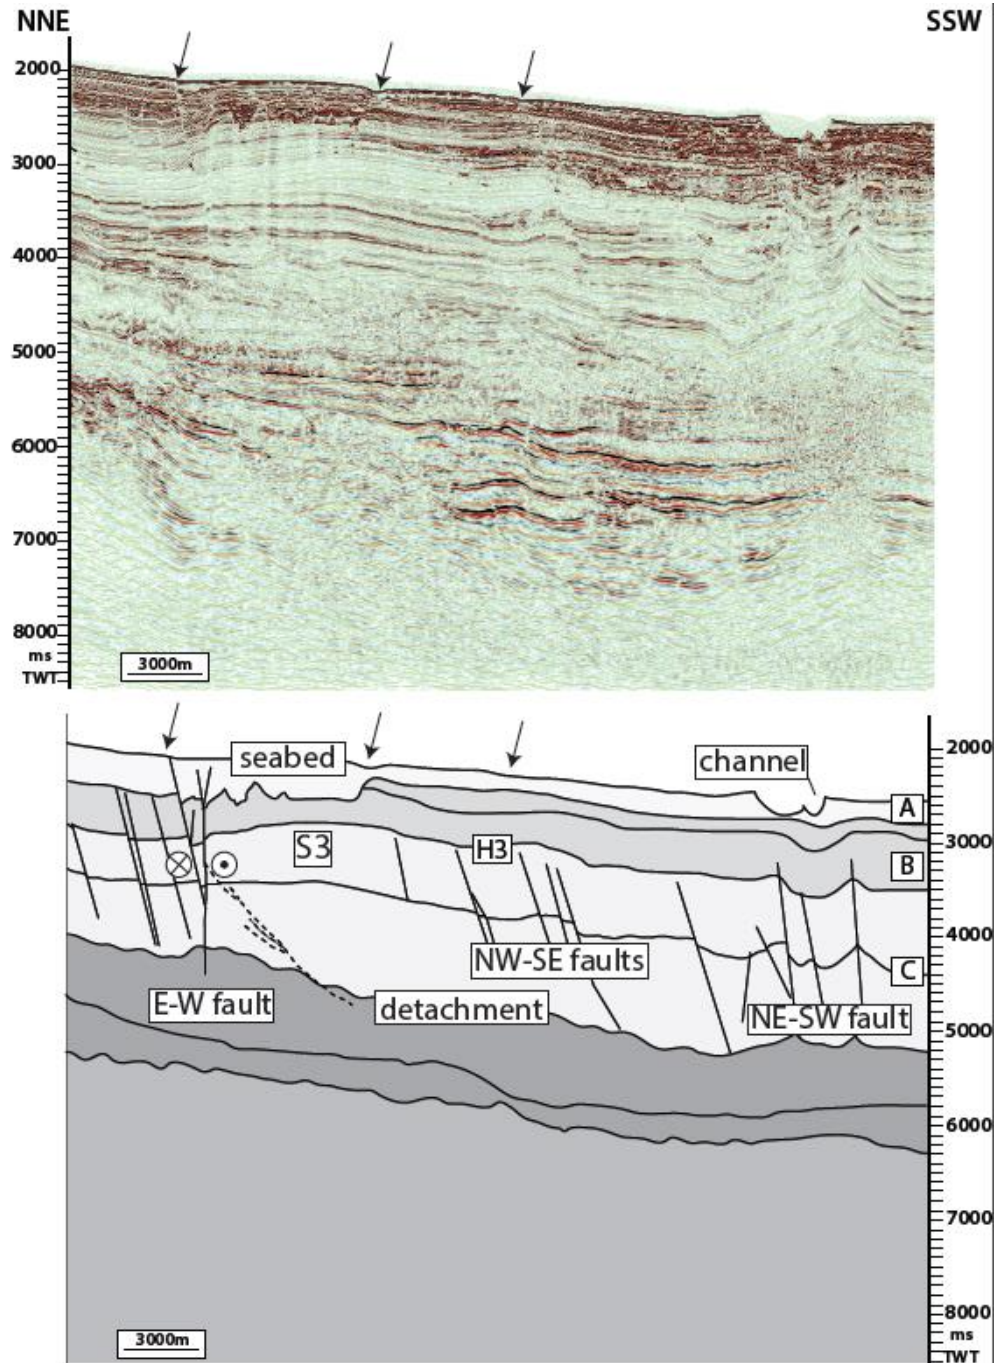 NNE SSW
2000
3000
4000
5000
6000
7000
8000
ms
TWT
3000m
seabed
channel
2000
A
S3
H3
3000
B
NW-SE faults
4000
C
E-W fault
detachment
NE-SW fault
5000
6000
7000
8000
ms
TWT
3000m